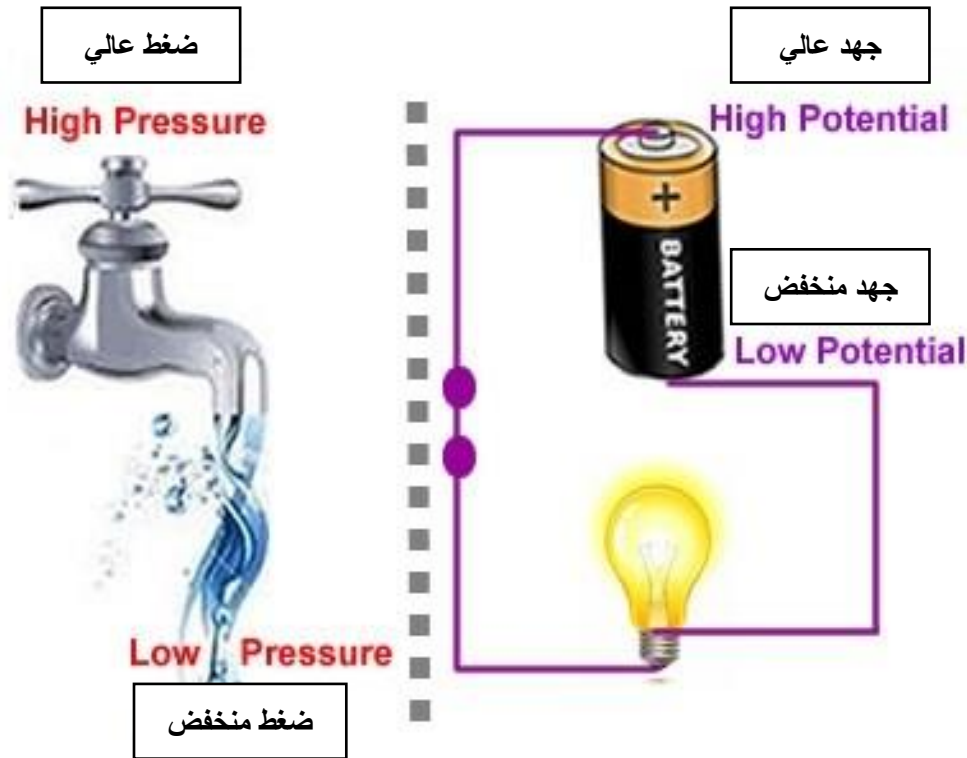 ضغط عالي
High Pressure
جهد عالي
High Potential
+
BATTERY
جهد منخفض
Low Potential
Low Pressure
ضغط منخفض